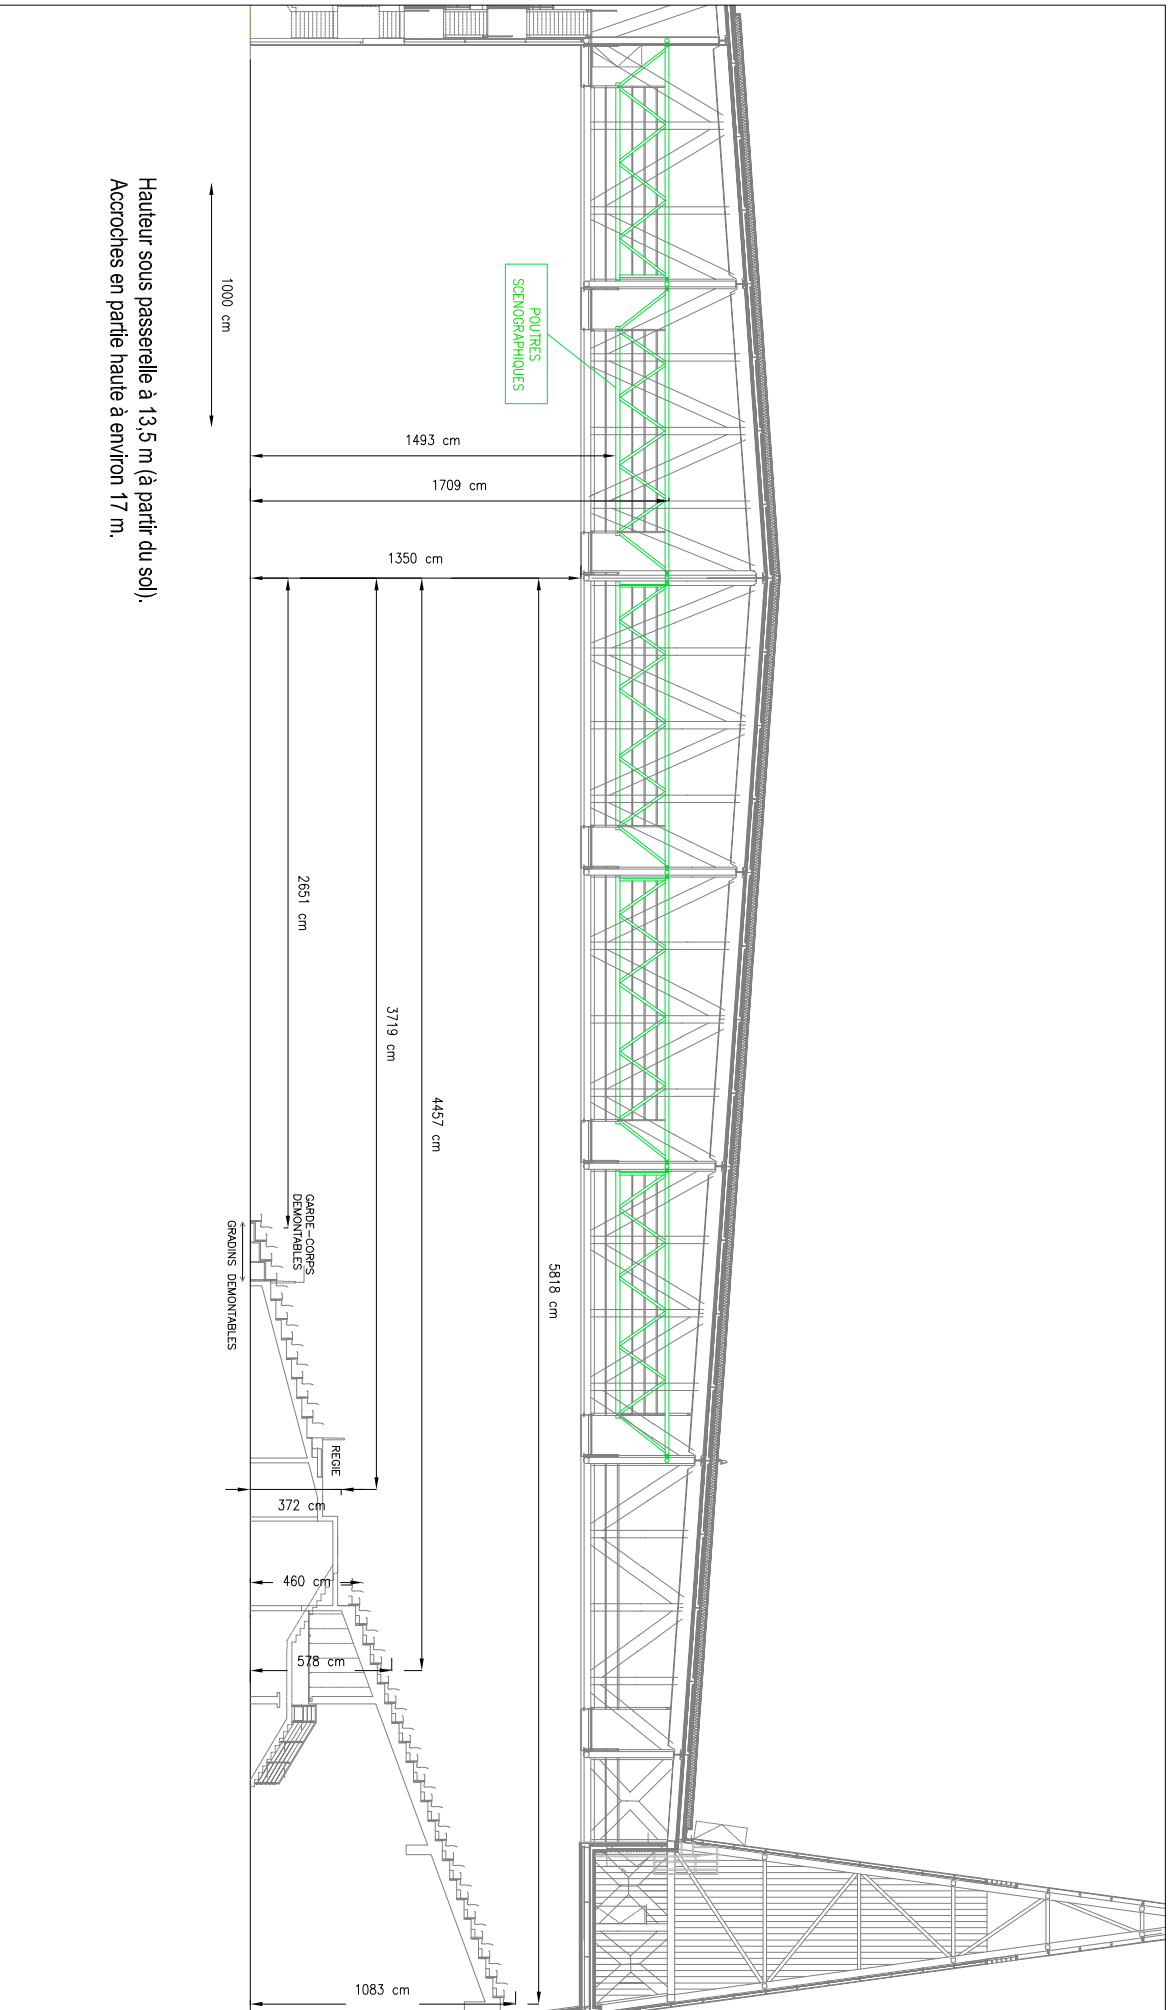 POUTRES
SCENOGRAPHIQUES
1493 cm
1709 cm
1350 cm
1000 cm
Hauteur sous passerelle à 13,5 m (à partir du sol).
Accroches en partie haute à environ 17 m.
5818 cm
4457 cm
3719 cm
2651 cm
GARDE-CORPS
DEMONTABLES
GRADINS DEMONTABLES
REGIE
372 cm
460 cm
578 cm
1083 cm